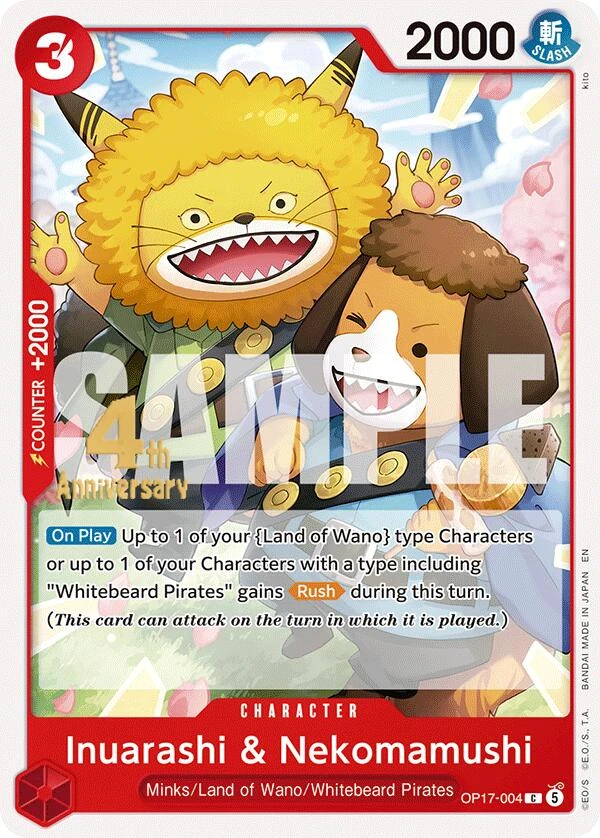 3
2000
斬
SLASH
kito
COUNTER +2000
SAMPLE
4th
Anniversary
On Play Up to 1 of your {Land of Wano} type Characters
or up to 1 of your Characters with a type including
"Whitebeard Pirates" gains Rush during this turn.
(This card can attack on the turn in which it is played.)
CHARACTER
Inuarashi & Nekomamushi
Minks/Land of Wano/Whitebeard Pirates
OP17-004 C 5
©EO/S ©E.O./S., T.A. BANDAI MADE IN JAPAN EN